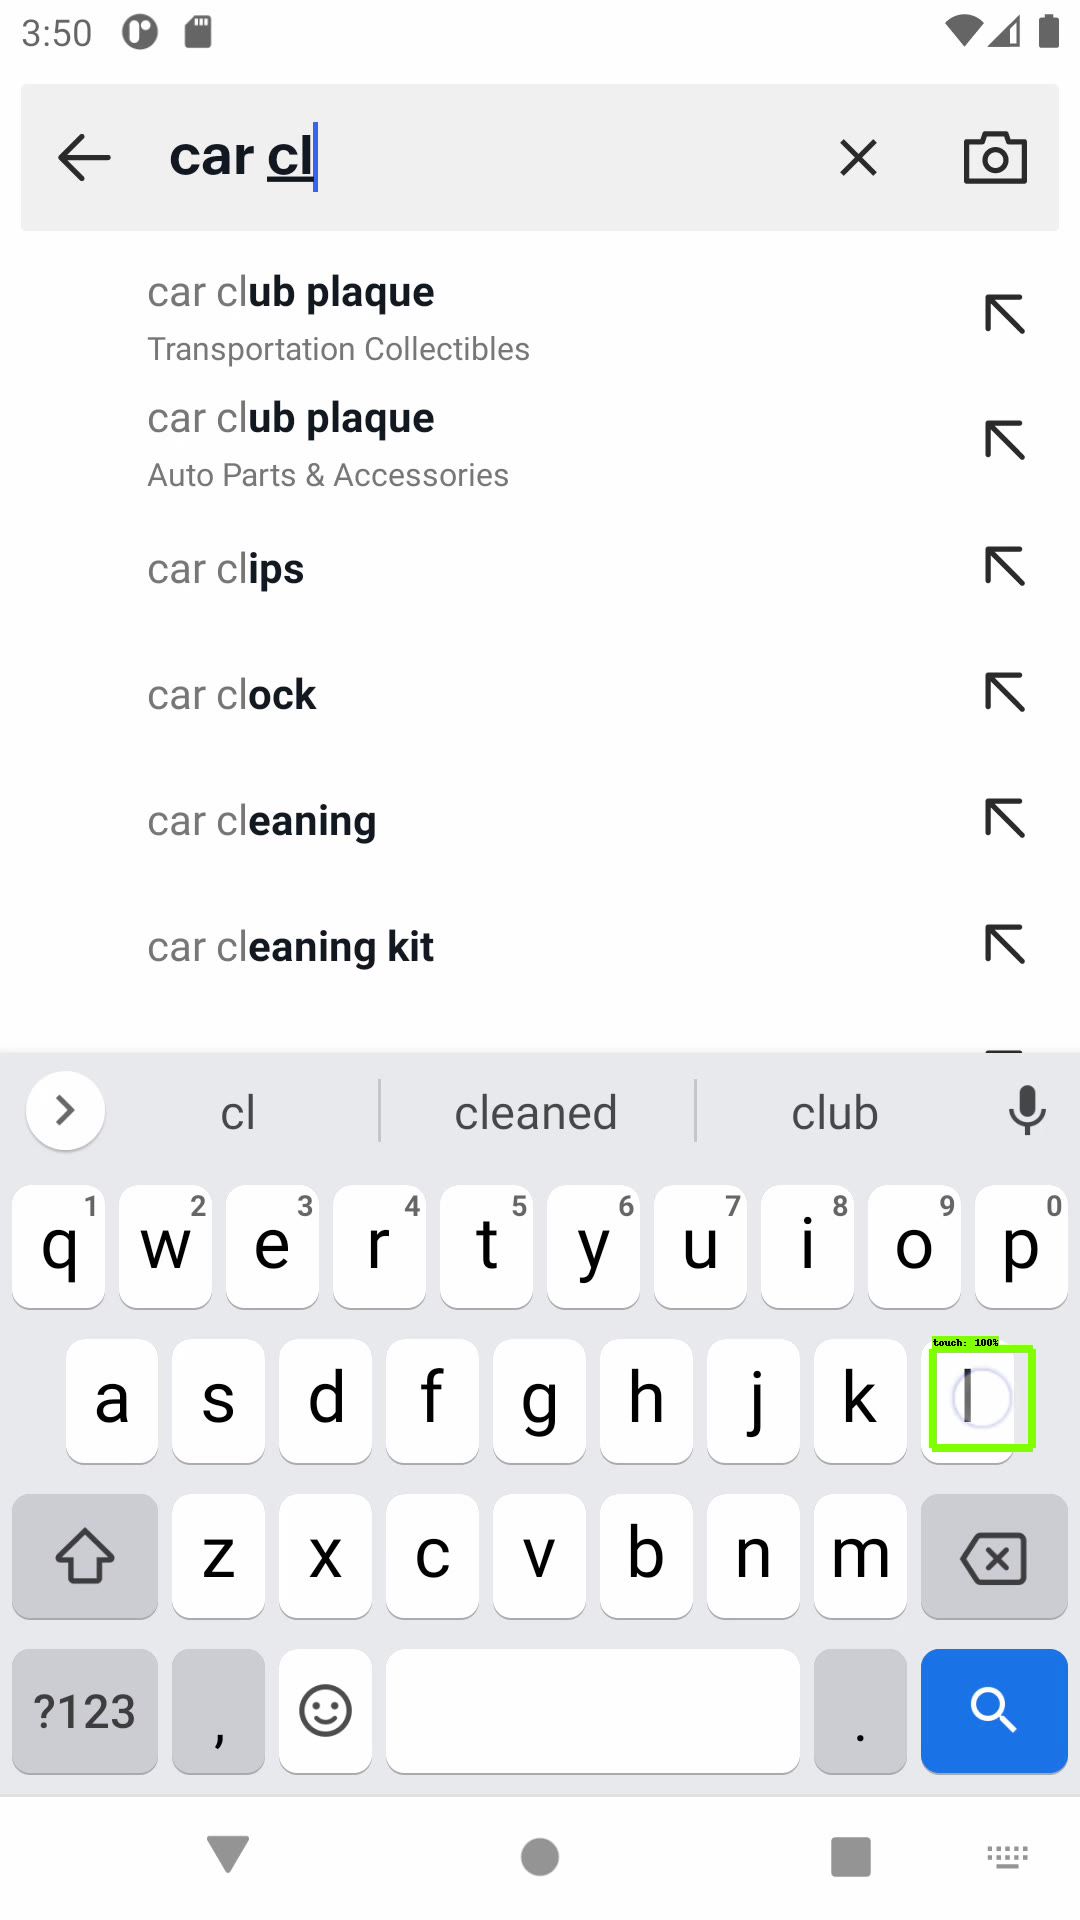 3:50
car cl
car club plaque
Transportation Collectibles
car club plaque
Auto Parts & Accessories
car clips
car clock
car cleaning
car cleaning kit
cl cleaned club
1 2 3 4 5 6 7 8 9 0
q w e r t y u i o p
touch: 100%
a s d f g h j k l
z x c v b n m
?123 , .